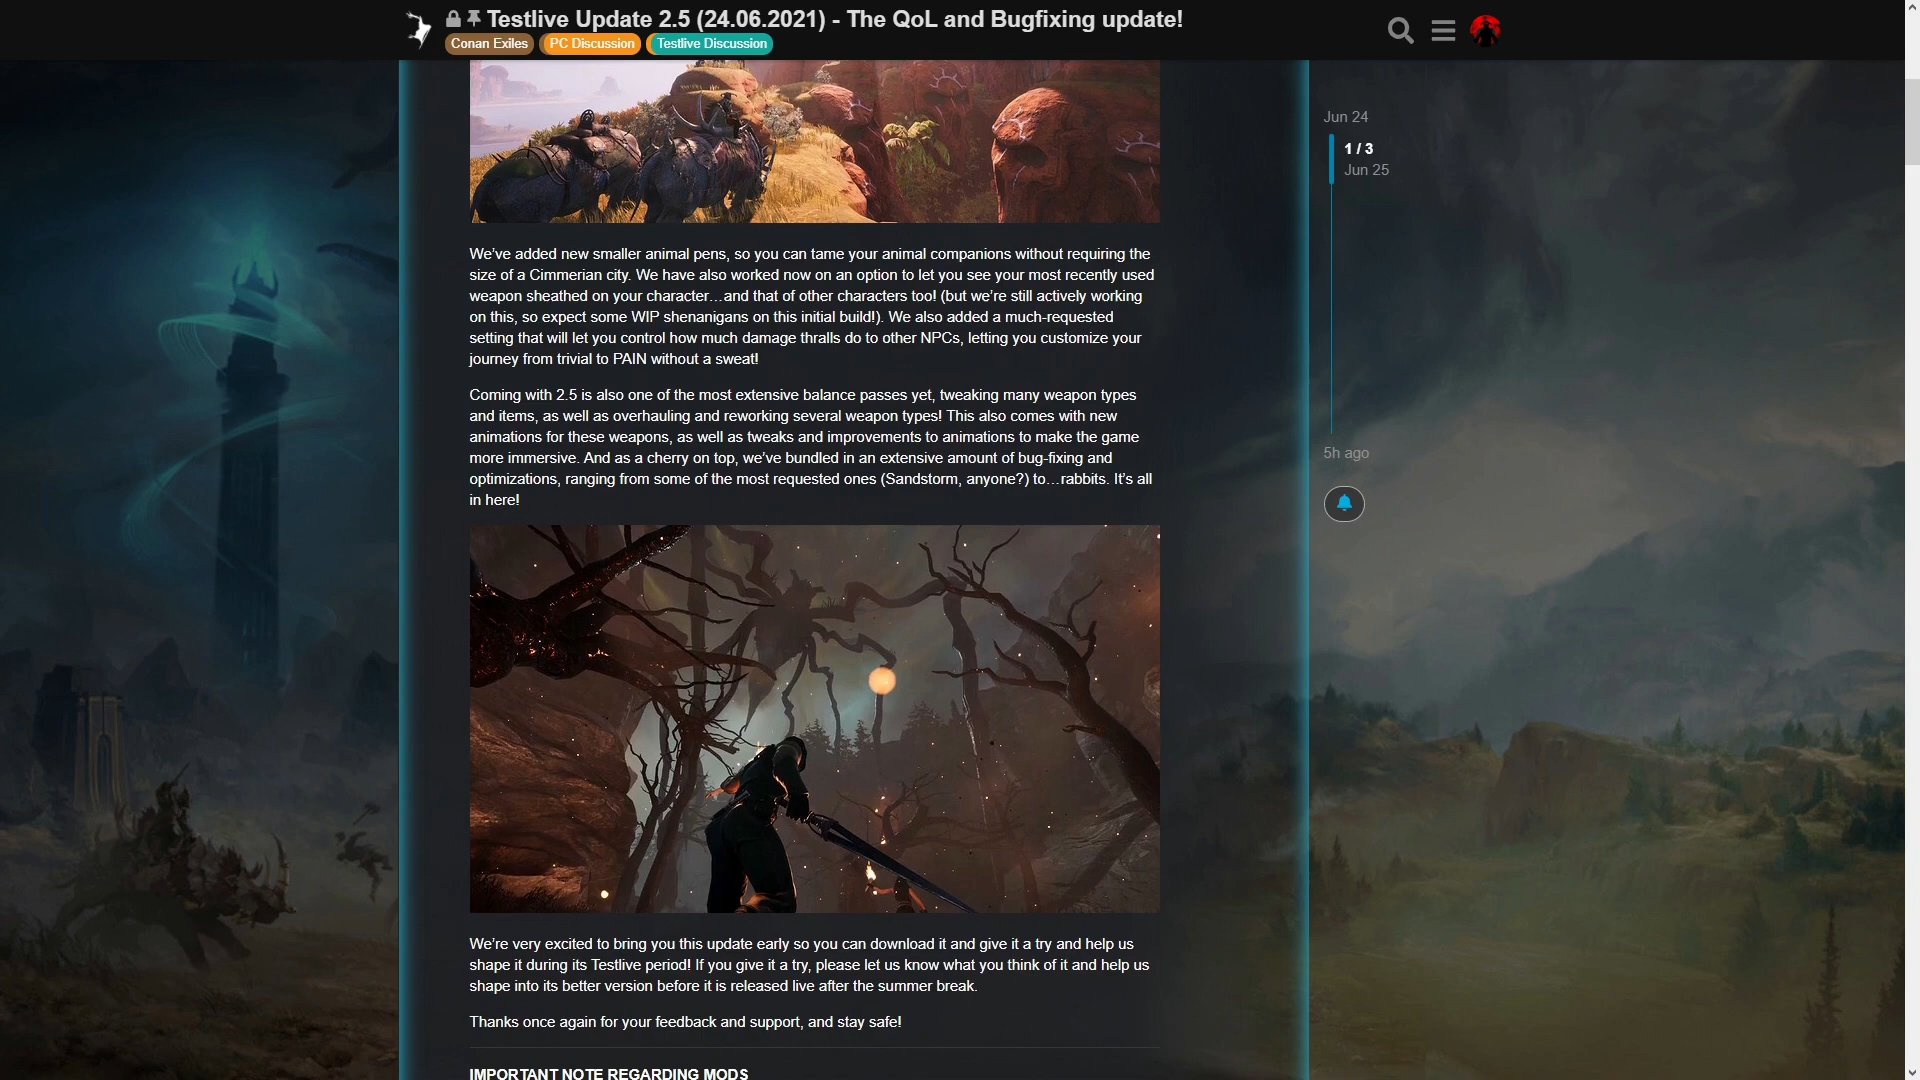 Testlive Update 2.5 (24.06.2021) - The QoL and Bugfixing update!
Conan Exiles PC Discussion Testlive Discussion
Jun 24
1 / 3
Jun 25
We’ve added new smaller animal pens, so you can tame your animal companions without requiring the
size of a Cimmerian city. We have also worked now on an option to let you see your most recently used
weapon sheathed on your character…and that of other characters too! (but we’re still actively working
on this, so expect some WIP shenanigans on this initial build!). We also added a much-requested
setting that will let you control how much damage thralls do to other NPCs, letting you customize your
journey from trivial to PAIN without a sweat!
Coming with 2.5 is also one of the most extensive balance passes yet, tweaking many weapon types
and items, as well as overhauling and reworking several weapon types! This also comes with new
animations for these weapons, as well as tweaks and improvements to animations to make the game
more immersive. And as a cherry on top, we’ve bundled in an extensive amount of bug-fixing and
optimizations, ranging from some of the most requested ones (Sandstorm, anyone?) to…rabbits. It’s all
in here!
5h ago
We’re very excited to bring you this update early so you can download it and give it a try and help us
shape it during its Testlive period! If you give it a try, please let us know what you think of it and help us
shape into its better version before it is released live after the summer break.
Thanks once again for your feedback and support, and stay safe!
IMPORTANT NOTE REGARDING MODS